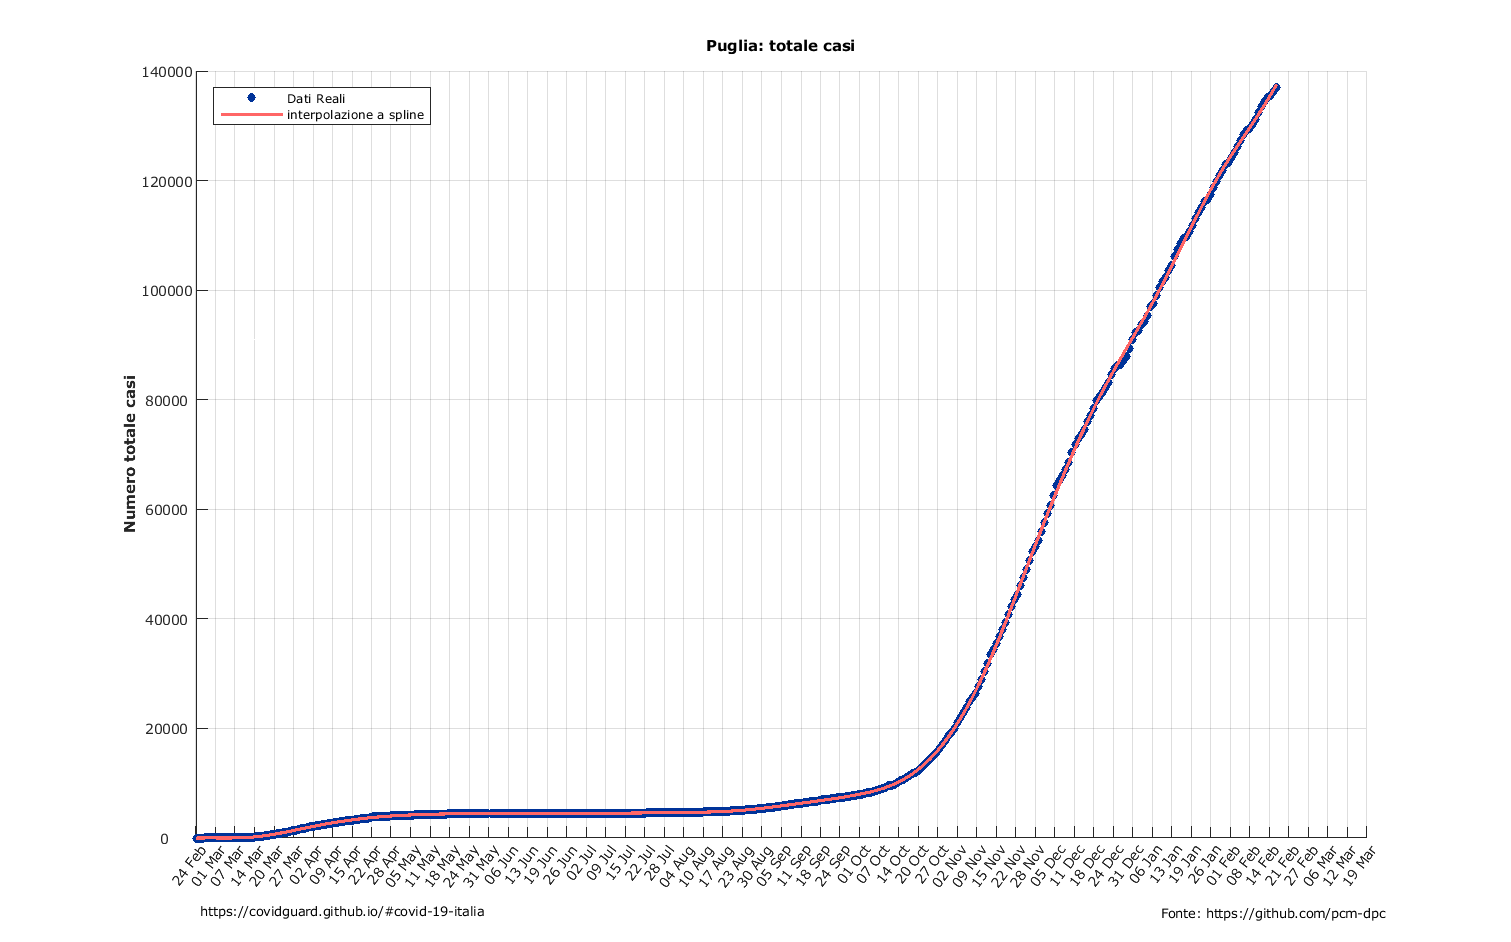 Puglia: totale casi
140000
120000
100000
80000
60000
40000
20000
0
Dati Reali
interpolazione a spline
Numero totale casi
24 Feb
01 Mar
07 Mar
14 Mar
20 Mar
27 Mar
02 Apr
09 Apr
15 Apr
22 Apr
28 Apr
05 May
11 May
18 May
24 May
31 May
06 Jun
13 Jun
19 Jun
26 Jun
02 Jul
09 Jul
15 Jul
22 Jul
28 Jul
04 Aug
10 Aug
17 Aug
23 Aug
30 Aug
05 Sep
11 Sep
18 Sep
24 Sep
01 Oct
07 Oct
14 Oct
20 Oct
27 Oct
02 Nov
09 Nov
15 Nov
22 Nov
28 Nov
05 Dec
11 Dec
18 Dec
24 Dec
31 Dec
06 Jan
13 Jan
19 Jan
26 Jan
01 Feb
08 Feb
14 Feb
21 Feb
27 Feb
06 Mar
12 Mar
19 Mar
https://covidguard.github.io/#covid-19-italia
Fonte: https://github.com/pcm-dpc